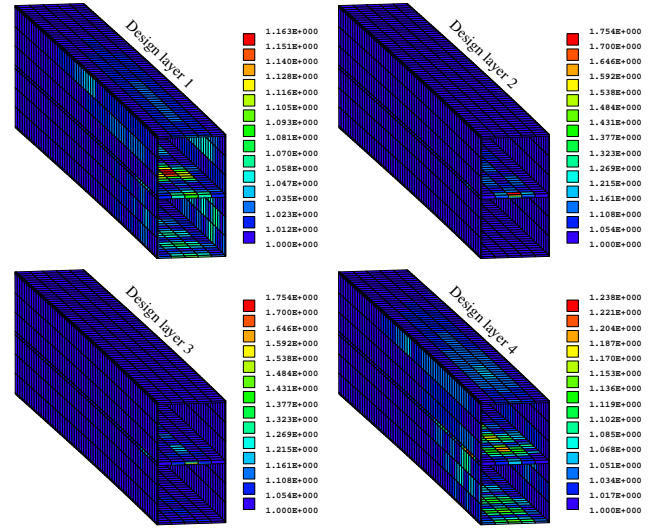 Design layer 1
1.163E+000
1.151E+000
1.140E+000
1.128E+000
1.116E+000
1.105E+000
1.093E+000
1.081E+000
1.070E+000
1.058E+000
1.047E+000
1.035E+000
1.023E+000
1.012E+000
1.000E+000
Design layer 2
1.754E+000
1.700E+000
1.646E+000
1.592E+000
1.538E+000
1.484E+000
1.431E+000
1.377E+000
1.323E+000
1.269E+000
1.215E+000
1.161E+000
1.108E+000
1.054E+000
1.000E+000
Design layer 3
1.754E+000
1.700E+000
1.646E+000
1.592E+000
1.538E+000
1.484E+000
1.431E+000
1.377E+000
1.323E+000
1.269E+000
1.215E+000
1.161E+000
1.108E+000
1.054E+000
1.000E+000
Design layer 4
1.238E+000
1.221E+000
1.204E+000
1.187E+000
1.170E+000
1.153E+000
1.136E+000
1.119E+000
1.102E+000
1.085E+000
1.068E+000
1.051E+000
1.034E+000
1.017E+000
1.000E+000